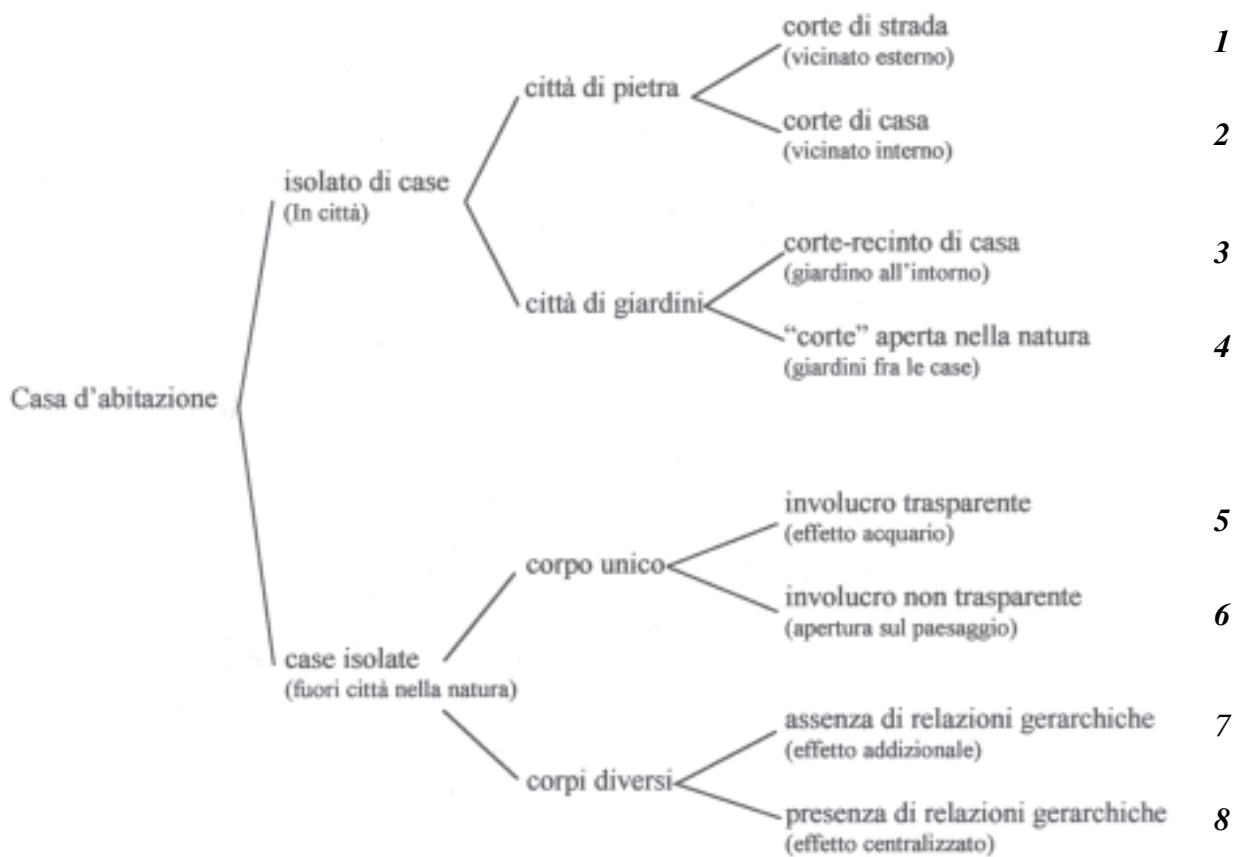 corte di strada 1
(vicinato esterno)
città di pietra
corte di casa 2
(vicinato interno)
isolato di case
(In città)
corte-recinto di casa 3
(giardino all'intorno)
città di giardini
“corte” aperta nella natura 4
(giardini fra le case)
Casa d'abitazione
involucro trasparente 5
(effetto acquario)
corpo unico
involucro non trasparente 6
(apertura sul paesaggio)
case isolate
(fuori città nella natura)
assenza di relazioni gerarchiche 7
(effetto addizionale)
corpi diversi
presenza di relazioni gerarchiche 8
(effetto centralizzato)